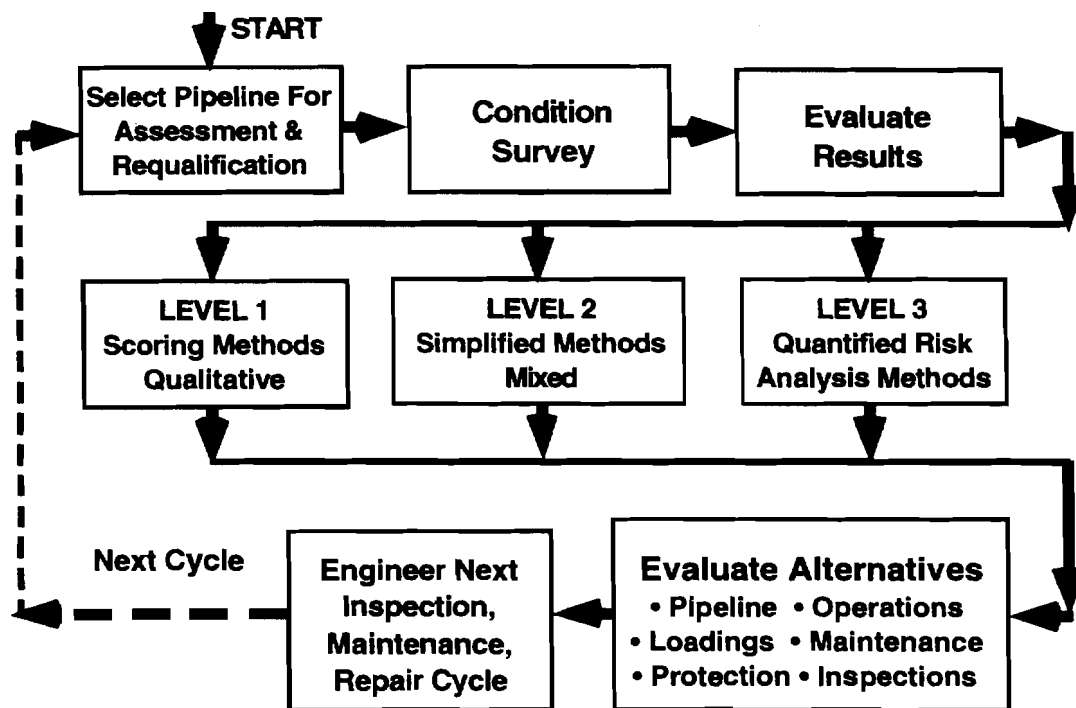 START
Select Pipeline For
Assessment &
Requalification
Condition
Survey
Evaluate
Results
LEVEL 1
Scoring Methods
Qualitative
LEVEL 2
Simplified Methods
Mixed
LEVEL 3
Quantified Risk
Analysis Methods
Next Cycle
Engineer Next
Inspection,
Maintenance,
Repair Cycle
Evaluate Alternatives
• Pipeline • Operations
• Loadings • Maintenance
• Protection • Inspections